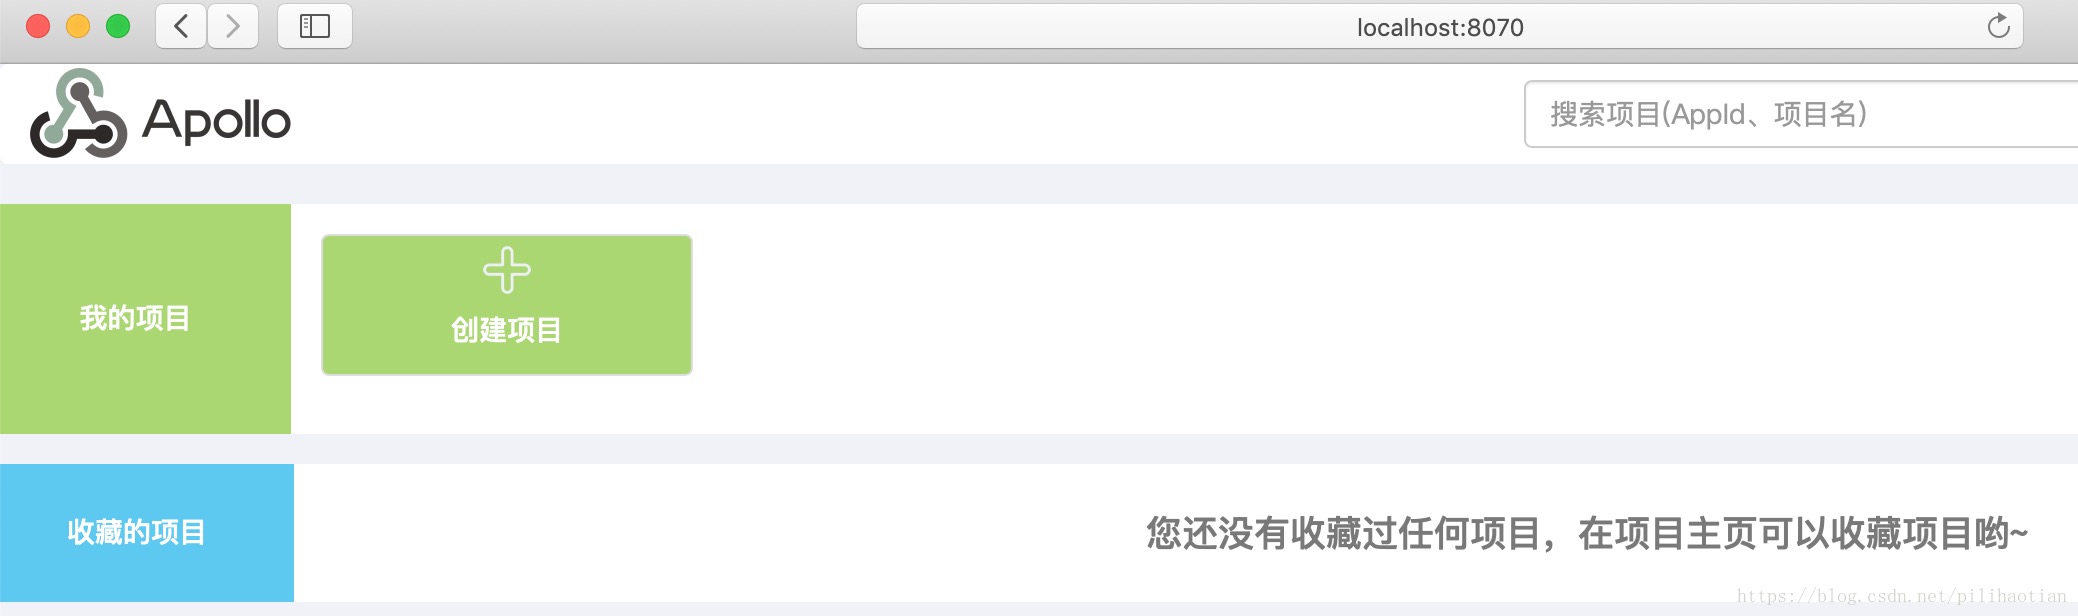 localhost:8070
Apollo
搜索项目(AppId、项目名)
我的项目
创建项目
收藏的项目
您还没有收藏过任何项目，在项目主页可以收藏项目哟~
https://blog.csdn.net/pilihaotian